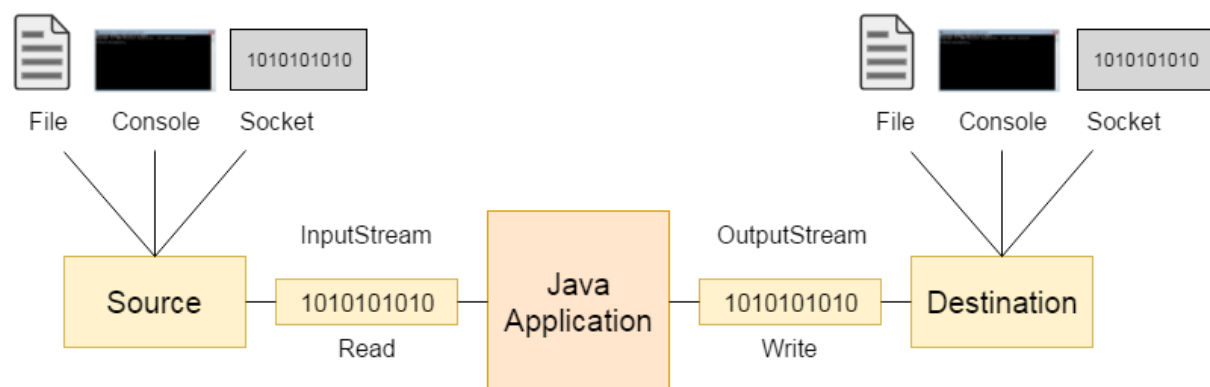 1010101010
1010101010
File Console Socket
File Console Socket
InputStream
OutputStream
Source
1010101010
Java
Application
1010101010
Destination
Read
Write